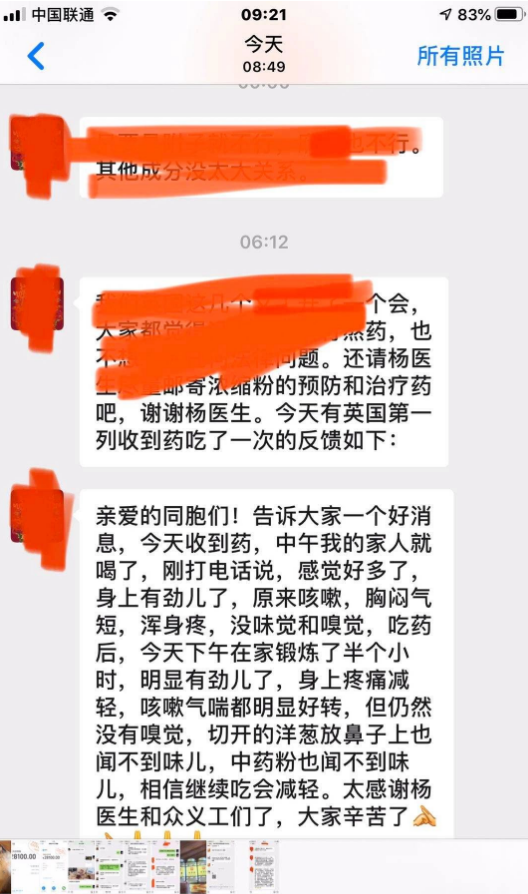 中国联通
09:21
83%
今天
08:49
所有照片
也不行。
其他成分没太大关系。
06:12
个会，
大家都觉得
煎药，也
问题。还请杨医
邮寄浓缩粉的预防和治疗药
吧，谢谢杨医生。今天有英国第一
列收到药吃了一次的反馈如下：
亲爱的同胞们！告诉大家一个好消
息，今天收到药，中午我的家人就
喝了，刚打电话说，感觉好多了，
身上有劲儿了，原来咳嗽，胸闷气
短，浑身疼，没味觉和嗅觉，吃药
后，今天下午在家锻炼了半个小
时，明显有劲儿了，身上疼痛减
轻，咳嗽气喘都明显好转，但仍然
没有嗅觉，切开的洋葱放鼻子上也
闻不到味儿，中药粉也闻不到味
儿，相信继续吃会减轻。太感谢杨
医生和众义工们了，大家辛苦了